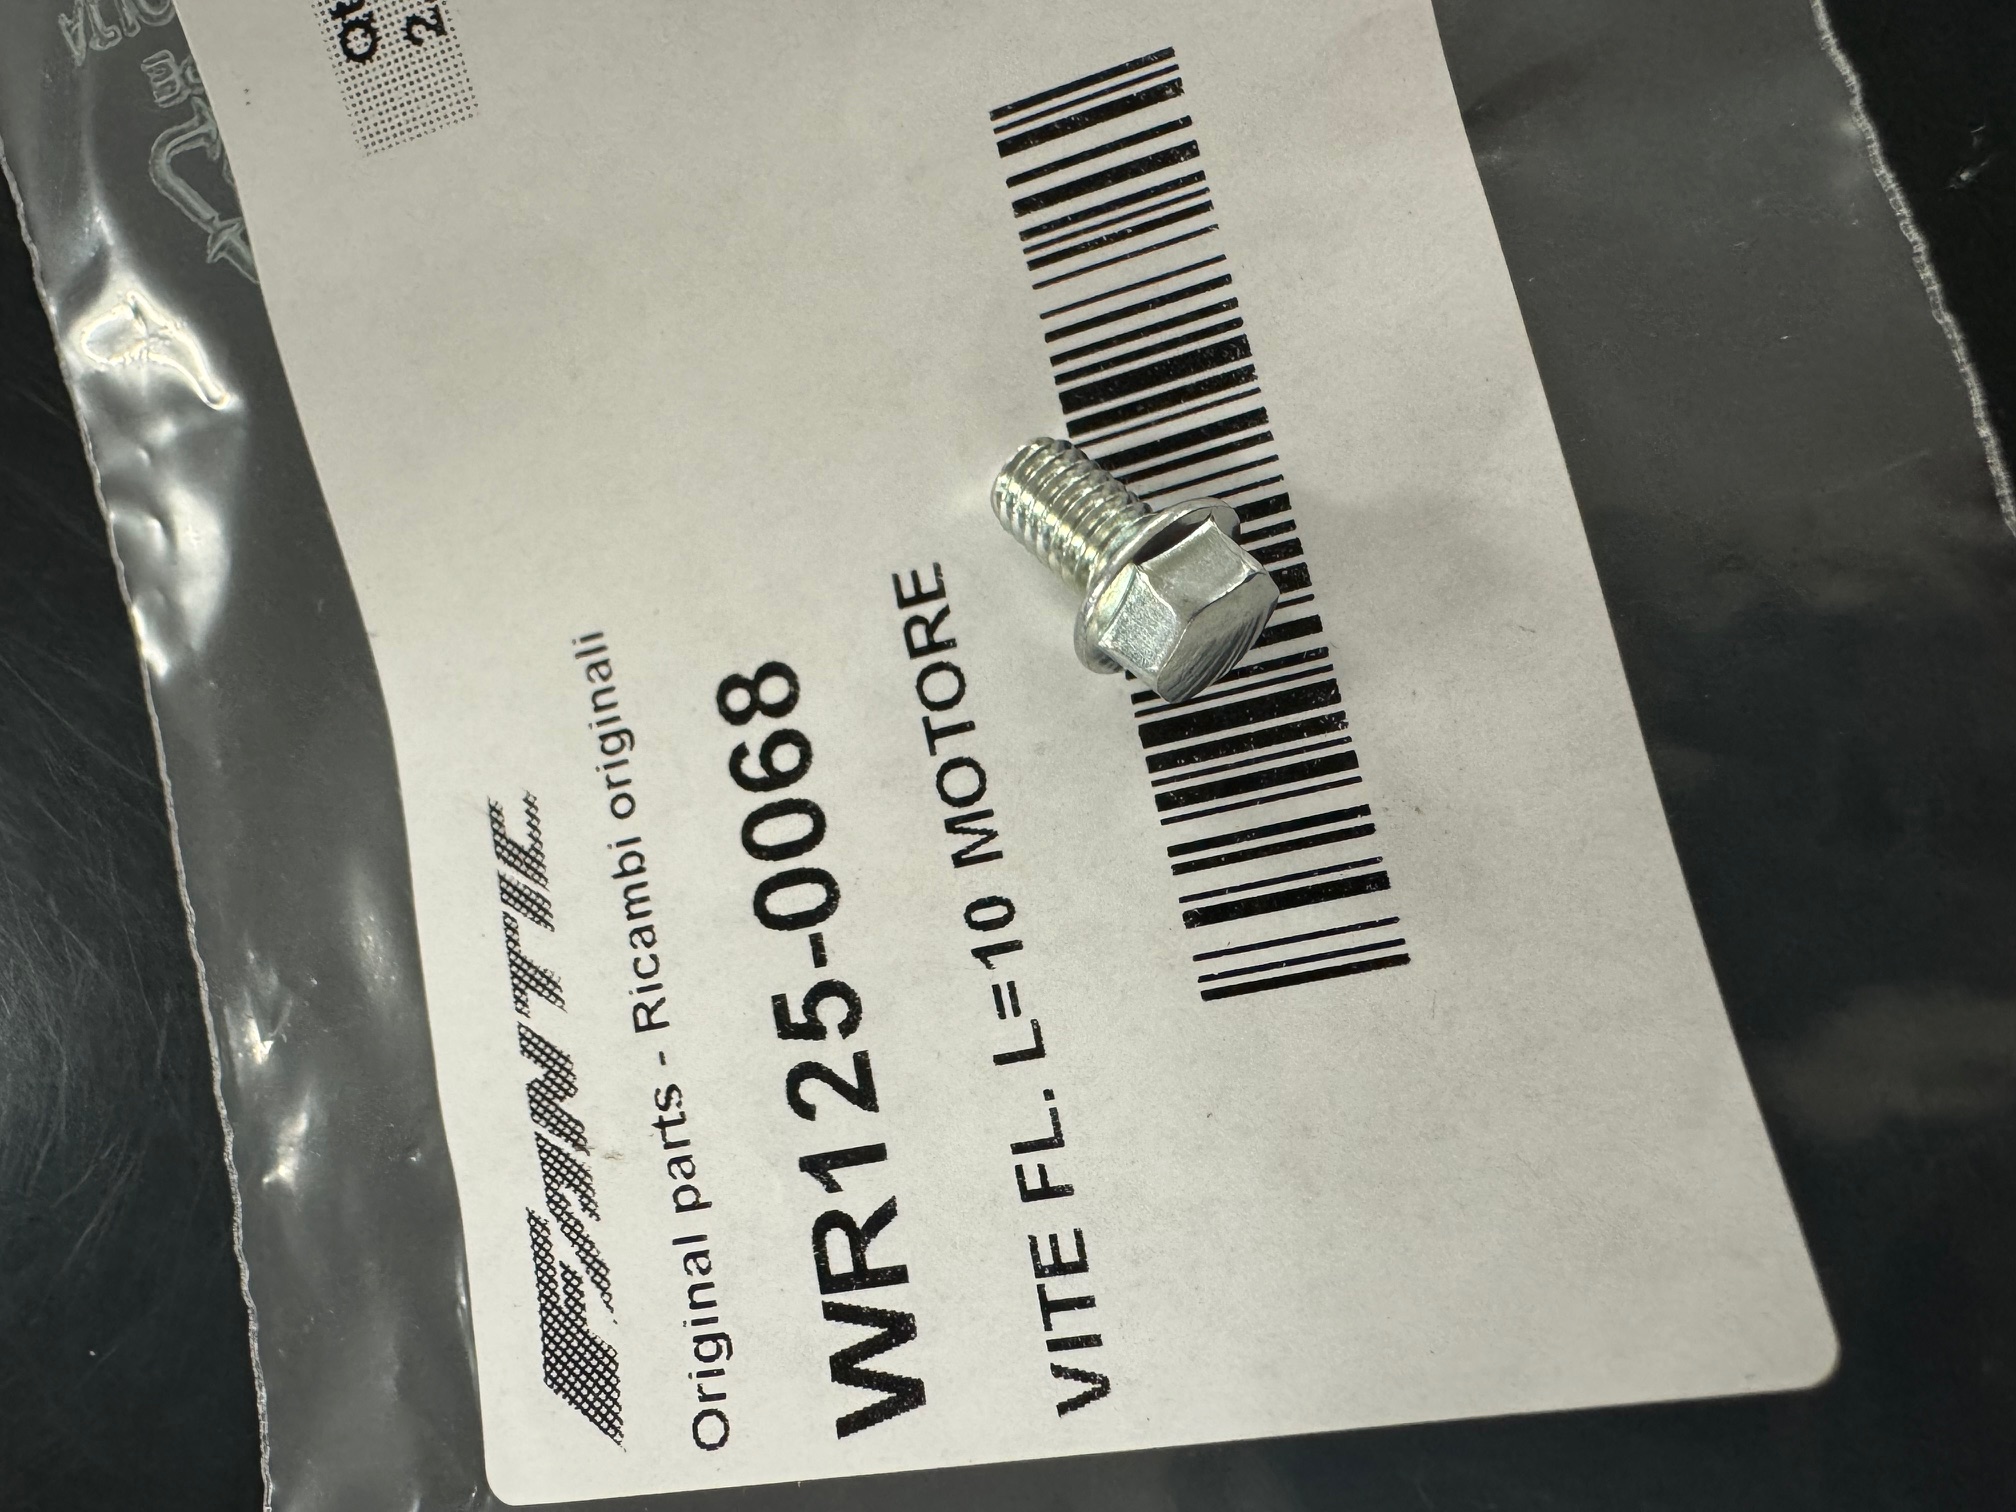 FANTIC
Original parts - Ricambi originali
WR125-0068
VITE FL. L=10 MOTORE